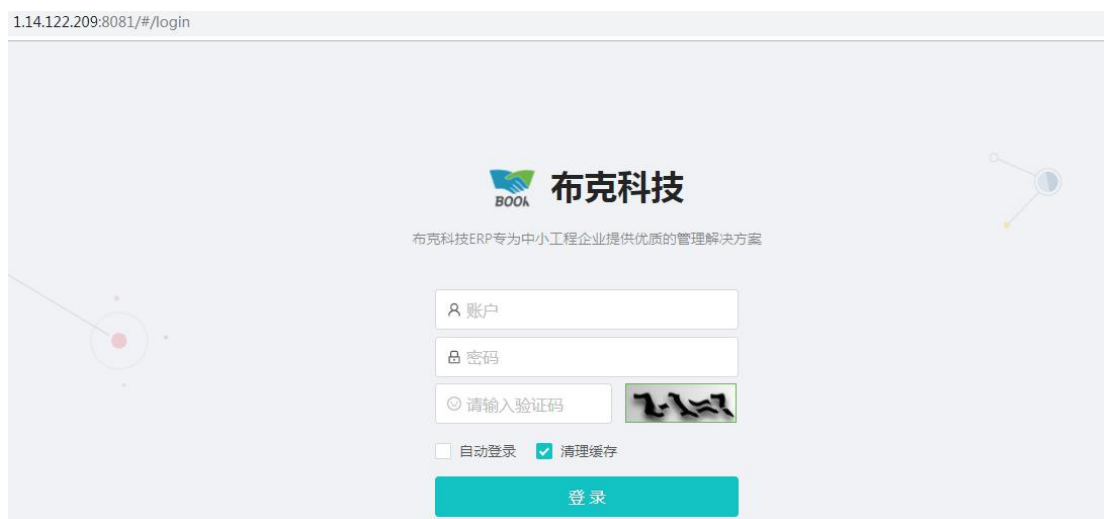 1.14.122.209:8081/#/login
布克科技
BOOK
布克科技ERP专为中小工程企业提供优质的管理解决方案
账户
密码
请输入验证码
自动登录 清理缓存
登录